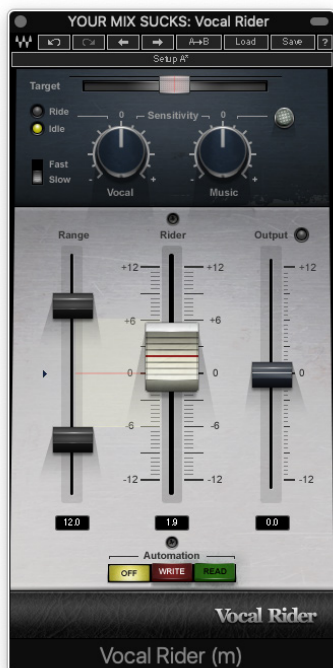 YOUR MIX SUCKS: Vocal Rider
A→B Load Save ?
Setup A*
Target
Ride
Idle
0 Sensitivity 0
Fast
Slow
- + - +
Vocal Music
Range Rider Output
+12 +12 +12
+6 +6
0 0 0
-6 -6
-12 -12 -12
12.0 1.9 0.0
Automation
OFF WRITE READ
Vocal Rider
Vocal Rider (m)